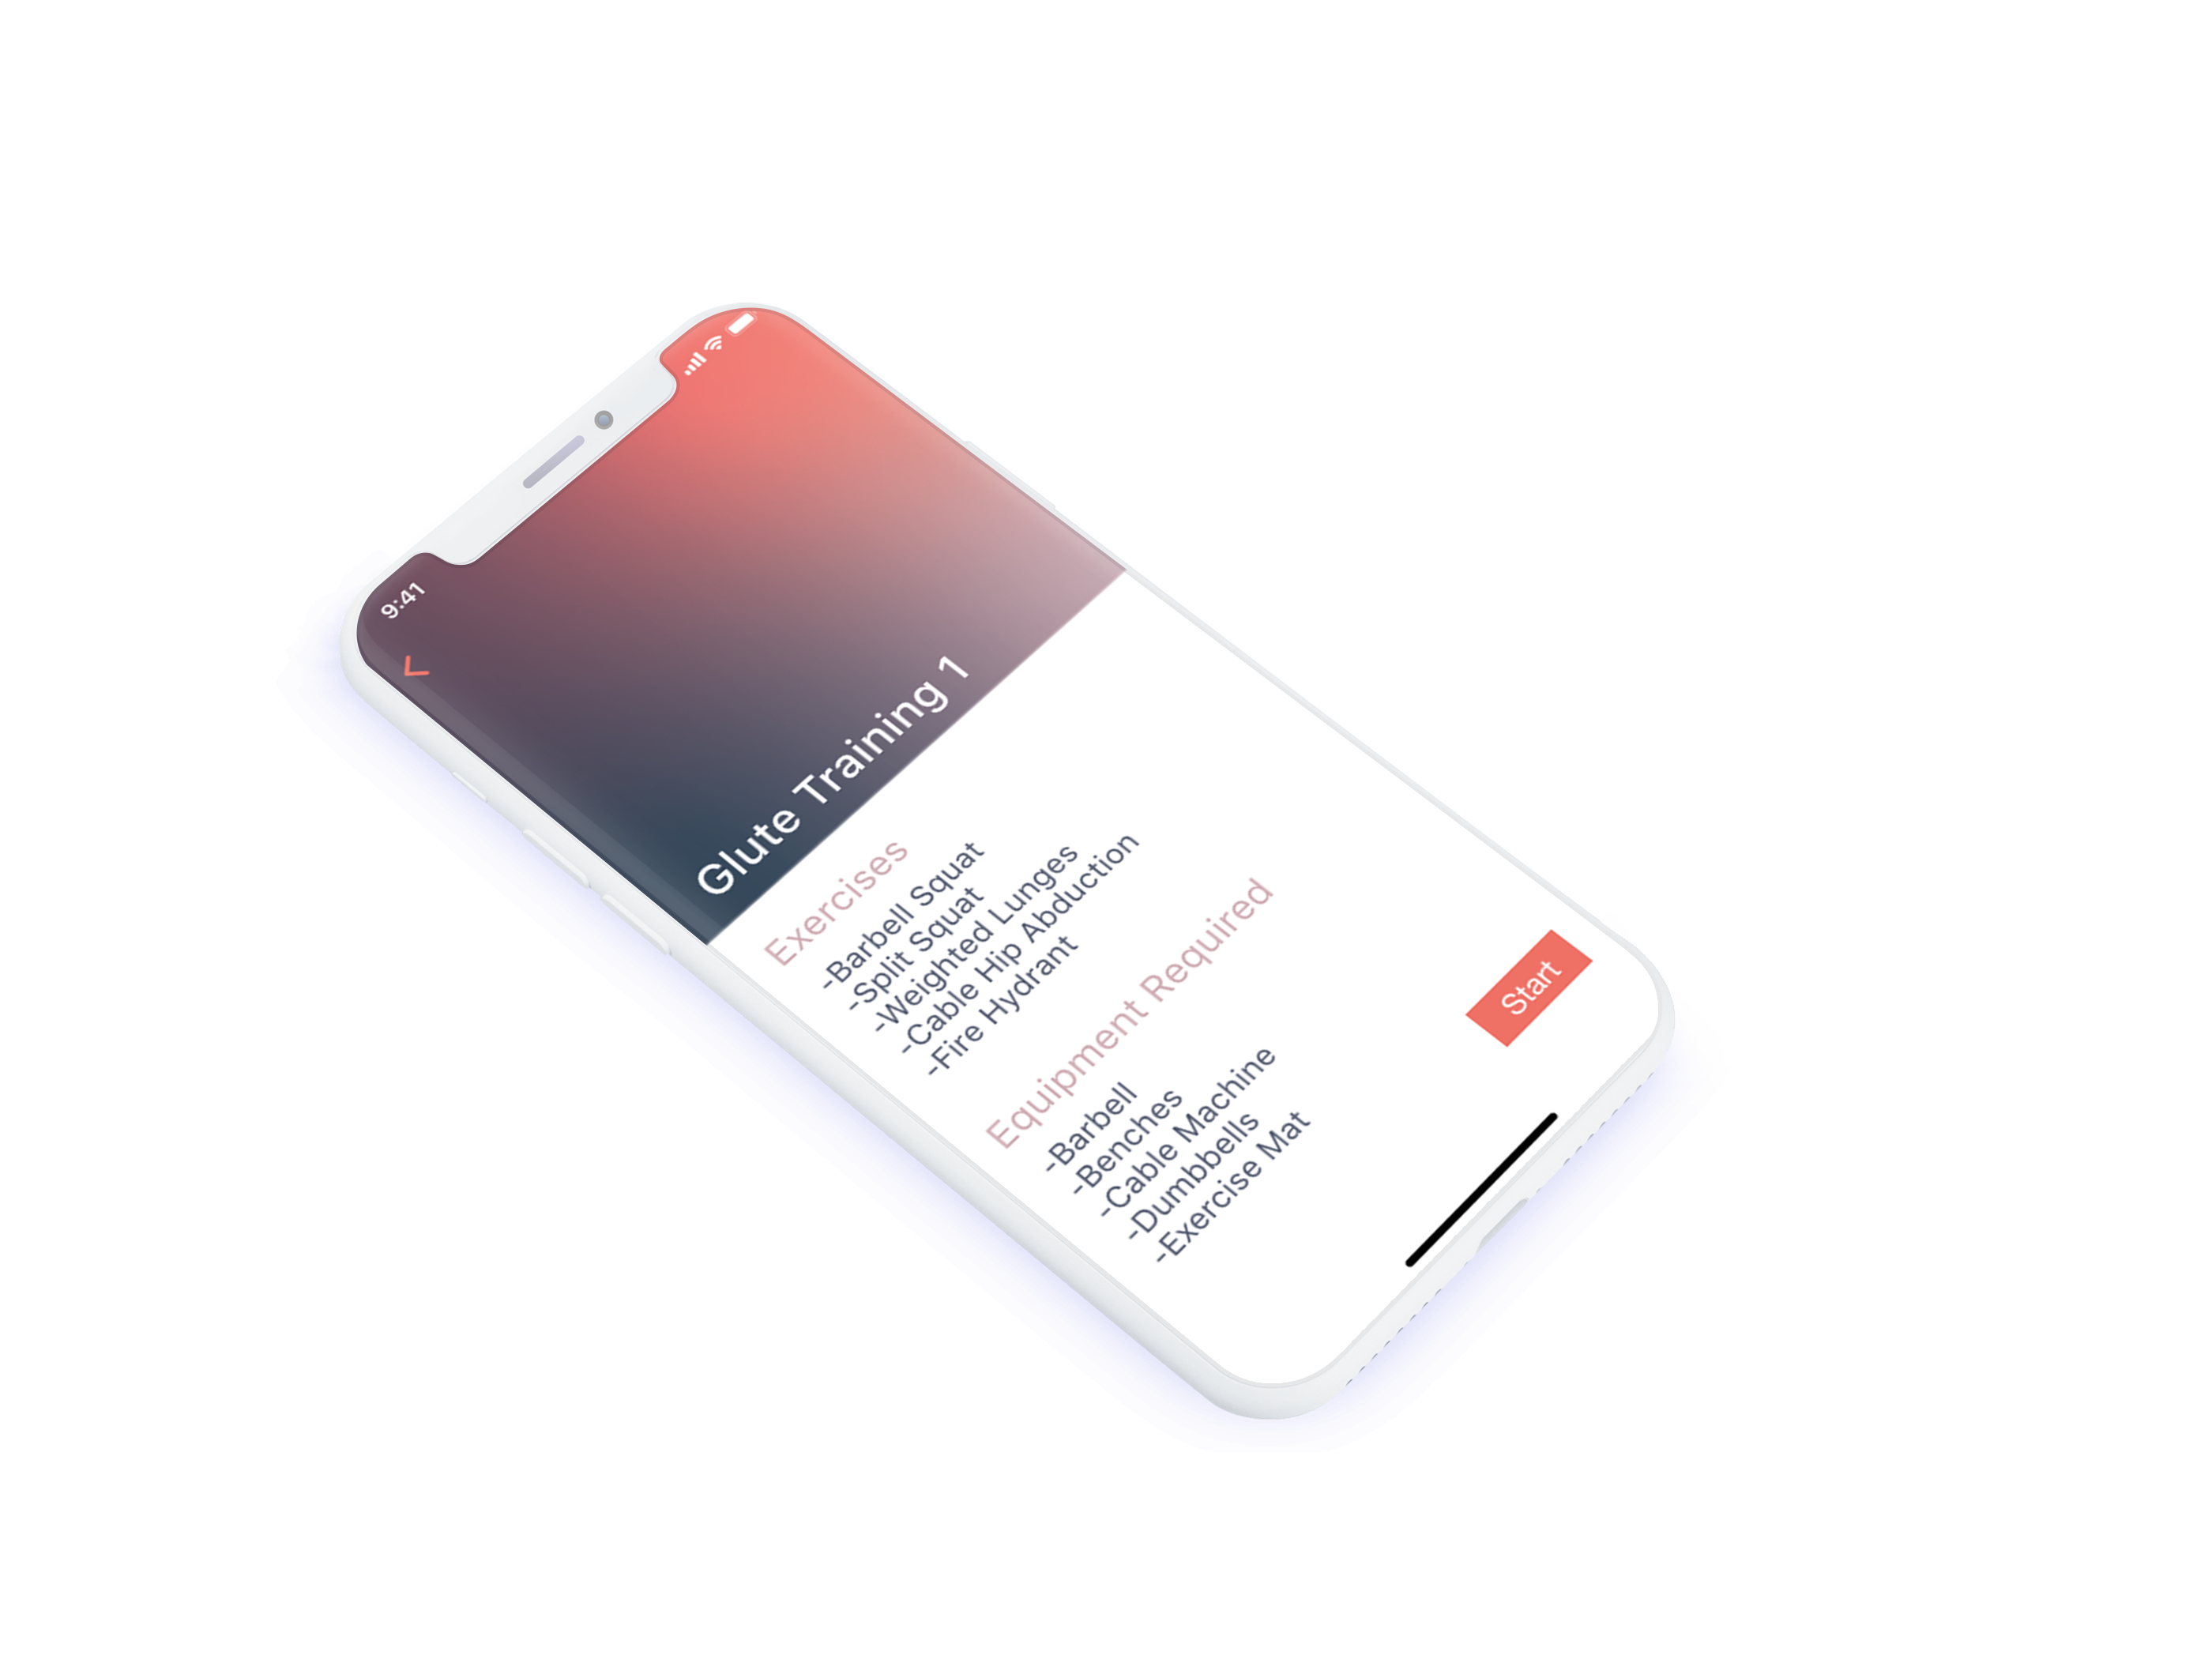 9:41
Glute Training 1
Exercises
-Barbell Squat
-Split Squat
-Weighted Lunges
-Cable Hip Abduction
-Fire Hydrant
Equipment Required
-Barbell
-Benches
-Cable Machine
-Dumbbells
-Exercise Mat
Start